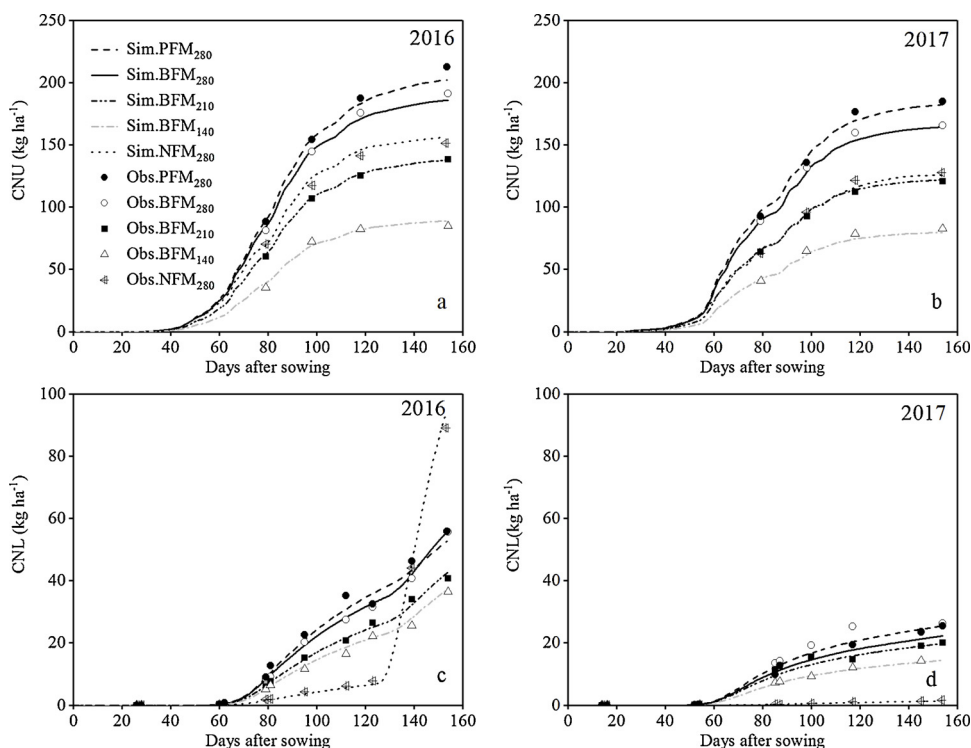 250
200
150
100
50
0
CNU (kg ha⁻¹)
2016
Sim.PFM₂₈₀
Sim.BFM₂₈₀
Sim.BFM₂₁₀
Sim.BFM₁₄₀
Sim.NFM₂₈₀
Obs.PFM₂₈₀
Obs.BFM₂₈₀
Obs.BFM₂₁₀
Obs.BFM₁₄₀
Obs.NFM₂₈₀
a
0 20 40 60 80 100 120 140 160
Days after sowing
250
200
150
100
50
0
CNU (kg ha⁻¹)
2017
b
0 20 40 60 80 100 120 140 160
Days after sowing
100
80
60
40
20
0
CNL (kg ha⁻¹)
2016
c
0 20 40 60 80 100 120 140 160
Days after sowing
100
80
60
40
20
0
CNL(kg ha⁻¹)
2017
d
0 20 40 60 80 100 120 140 160
Days after sowing